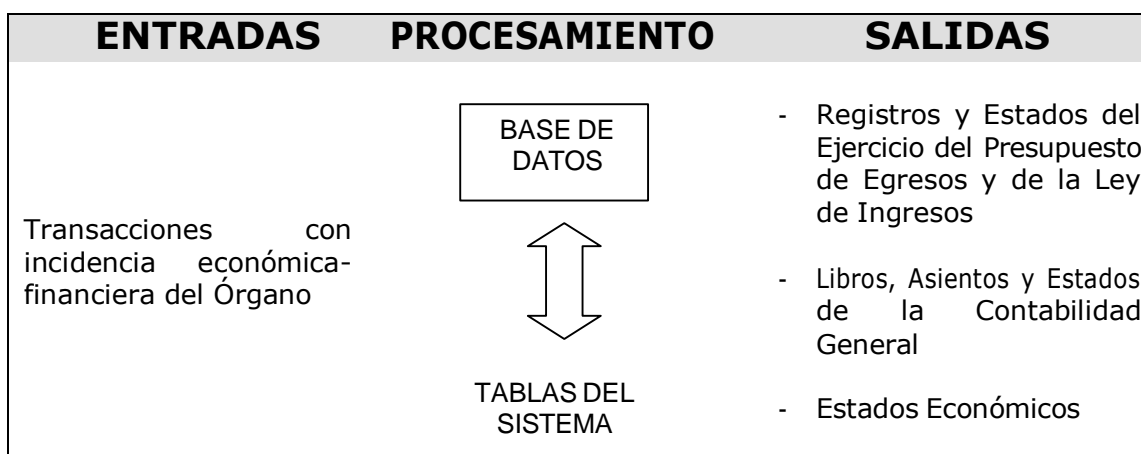 ENTRADAS PROCESAMIENTO SALIDAS
Transacciones con
incidencia económica-
financiera del Órgano
BASE DE
DATOS
TABLAS DEL
SISTEMA
- Registros y Estados del
Ejercicio del Presupuesto
de Egresos y de la Ley
de Ingresos
- Libros, Asientos y Estados
de la Contabilidad
General
- Estados Económicos